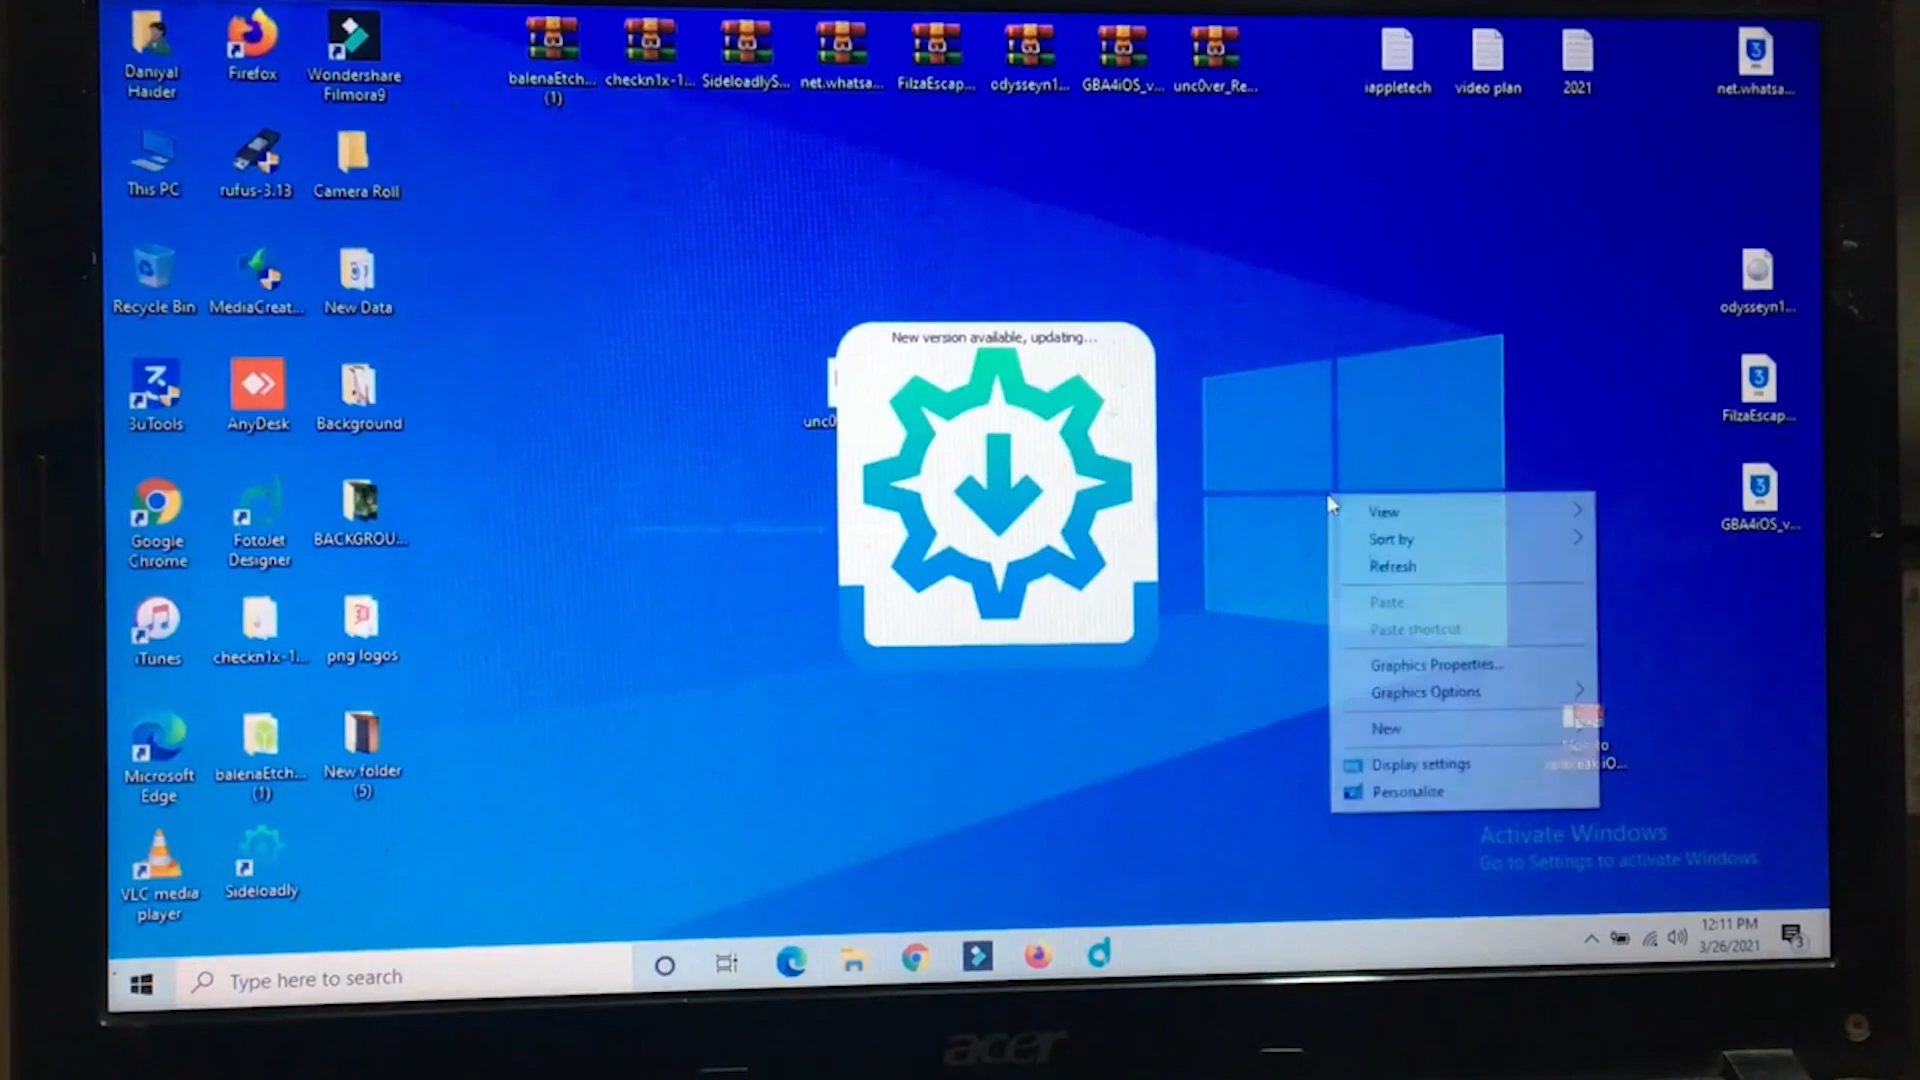 Daniyal
Haider
Firefox
Wondershare
Filmora9
balenaEtch...
(1)
checkn1x-1...
SideloadlyS...
net.whatsa...
FilzaEscap...
odysseyn1...
GBA4iOS_v...
unc0ver_Re...
iappletech
video plan
2021
net.whatsa...
This PC
rufus-3.13
Camera Roll
Recycle Bin
MediaCreat...
New Data
odysseyn1...
New version available, updating...
3uTools
AnyDesk
Background
unc0
FilzaEscap...
Google
Chrome
FotoJet
Designer
BACKGROU...
GBA4iOS_v...
View
Sort by
Refresh
Paste
Paste shortcut
Graphics Properties...
Graphics Options
New
Display settings
Personalize
iTunes
checkn1x-1...
png logos
Microsoft
Edge
balenaEtch...
(1)
New folder
(5)
VLC media
player
Sideloadly
Activate Windows
Go to Settings to activate Windows.
Type here to search
12:11 PM
3/26/2021
3
acer